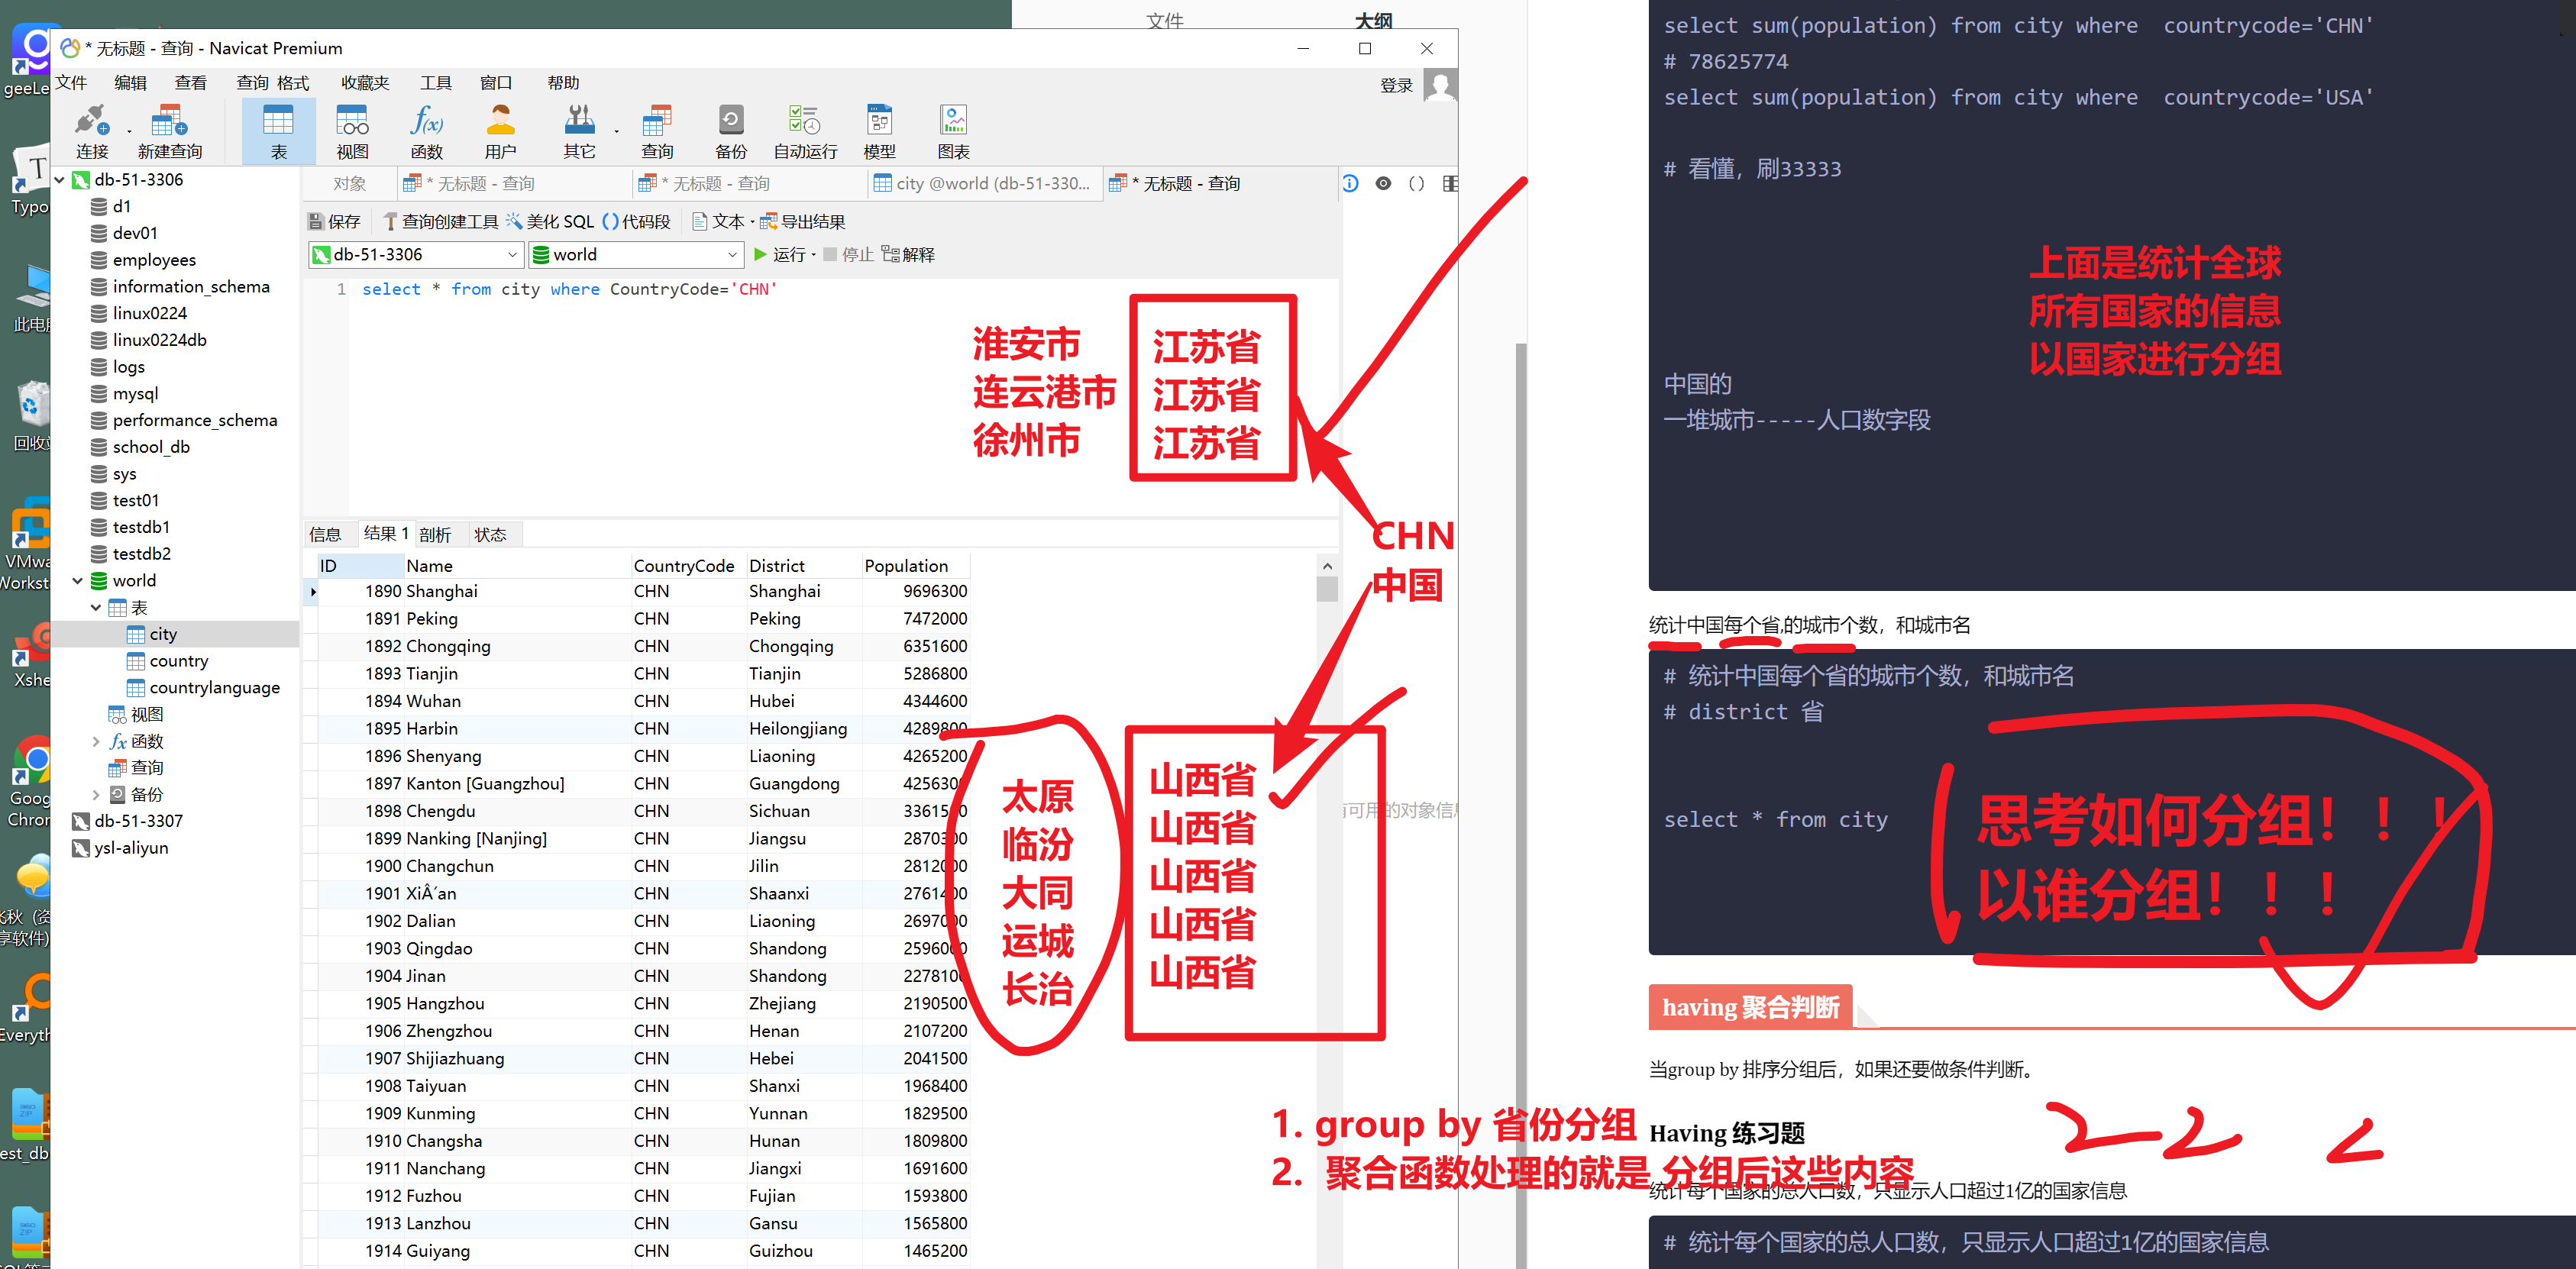 文件
大纲
* 无标题 - 查询 - Navicat Premium
文件 编辑 查看 查询 格式 收藏夹 工具 窗口 帮助
登录
连接 新建查询 表 视图 函数 用户 其它 查询 备份 自动运行 模型 图表
db-51-3306
d1
dev01
employees
information_schema
linux0224
linux0224db
logs
mysql
performance_schema
school_db
sys
test01
testdb1
testdb2
world
表
city
country
countrylanguage
视图
函数
查询
备份
db-51-3307
ysl-aliyun
对象 * 无标题 - 查询 * 无标题 - 查询 city @world (db-51-330... * 无标题 - 查询
保存 查询创建工具 美化 SQL () 代码段 文本 导出结果
db-51-3306 world 运行 停止 解释
1 select * from city where CountryCode='CHN'
淮安市 江苏省
连云港市 江苏省
徐州市 江苏省
CHN
中国
信息 结果 1 剖析 状态
ID Name CountryCode District Population
1890 Shanghai CHN Shanghai 9696300
1891 Peking CHN Peking 7472000
1892 Chongqing CHN Chongqing 6351600
1893 Tianjin CHN Tianjin 5286800
1894 Wuhan CHN Hubei 4344600
1895 Harbin CHN Heilongjiang 4289800
1896 Shenyang CHN Liaoning 4265200
1897 Kanton [Guangzhou] CHN Guangdong 4256300
1898 Chengdu CHN Sichuan 3361500
1899 Nanking [Nanjing] CHN Jiangsu 2870300
1900 Changchun CHN Jilin 2812000
1901 XiÂ´an CHN Shaanxi 2761400
1902 Dalian CHN Liaoning 2697000
1903 Qingdao CHN Shandong 2596000
1904 Jinan CHN Shandong 2278100
1905 Hangzhou CHN Zhejiang 2190500
1906 Zhengzhou CHN Henan 2107200
1907 Shijiazhuang CHN Hebei 2041500
1908 Taiyuan CHN Shanxi 1968400
1909 Kunming CHN Yunnan 1829500
1910 Changsha CHN Hunan 1809800
1911 Nanchang CHN Jiangxi 1691600
1912 Fuzhou CHN Fujian 1593800
1913 Lanzhou CHN Gansu 1565800
1914 Guiyang CHN Guizhou 1465200
太原 山西省
临汾 山西省
大同 山西省
运城 山西省
长治 山西省
可用的对象信
1. group by 省份分组
2. 聚合函数处理的就是 分组后这些内容
select sum(population) from city where  countrycode='CHN'
# 78625774
select sum(population) from city where  countrycode='USA'
# 看懂，刷33333
上面是统计全球
所有国家的信息
以国家进行分组
中国的
一堆城市-----人口数字段
统计中国每个省,的城市个数，和城市名
# 统计中国每个省的城市个数，和城市名
# district 省
select * from city
思考如何分组！！！
以谁分组！！！
having 聚合判断
当group by 排序分组后，如果还要做条件判断。
Having 练习题
统计每个国家的总人口数，只显示人口超过1亿的国家信息
# 统计每个国家的总人口数，只显示人口超过1亿的国家信息
geeLe
Typo
此电脑
回收站
VMwa
Workst
Xshe
Goog
Chron
飞秋（资
享软件）
Everyth
est_db